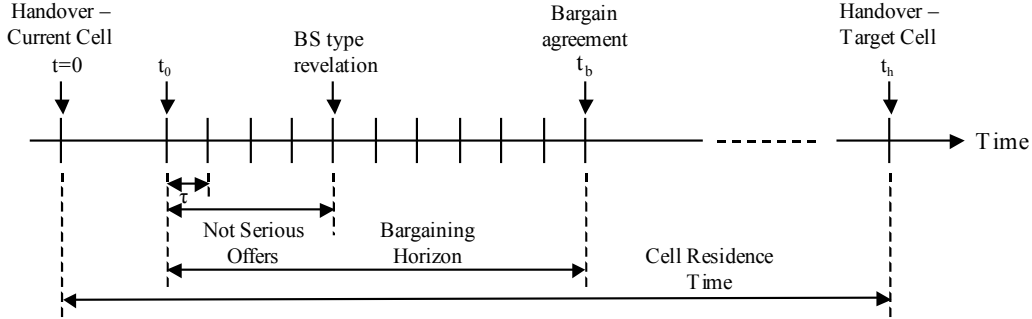 Handover –
Current Cell
t=0
t0
BS type
revelation
Bargain
agreement
tb
Handover –
Target Cell
th
Time
τ
Not Serious
Offers
Bargaining
Horizon
Cell Residence
Time